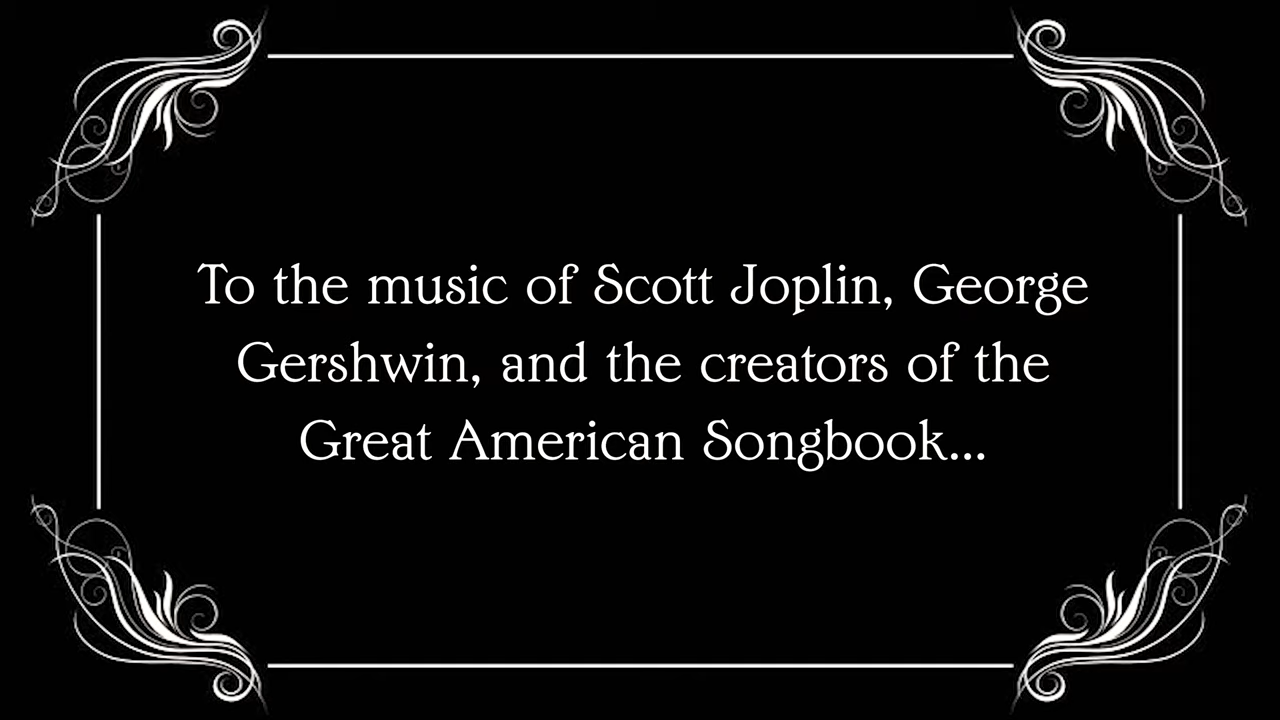 To the music of Scott Joplin, George
Gershwin, and the creators of the
Great American Songbook...